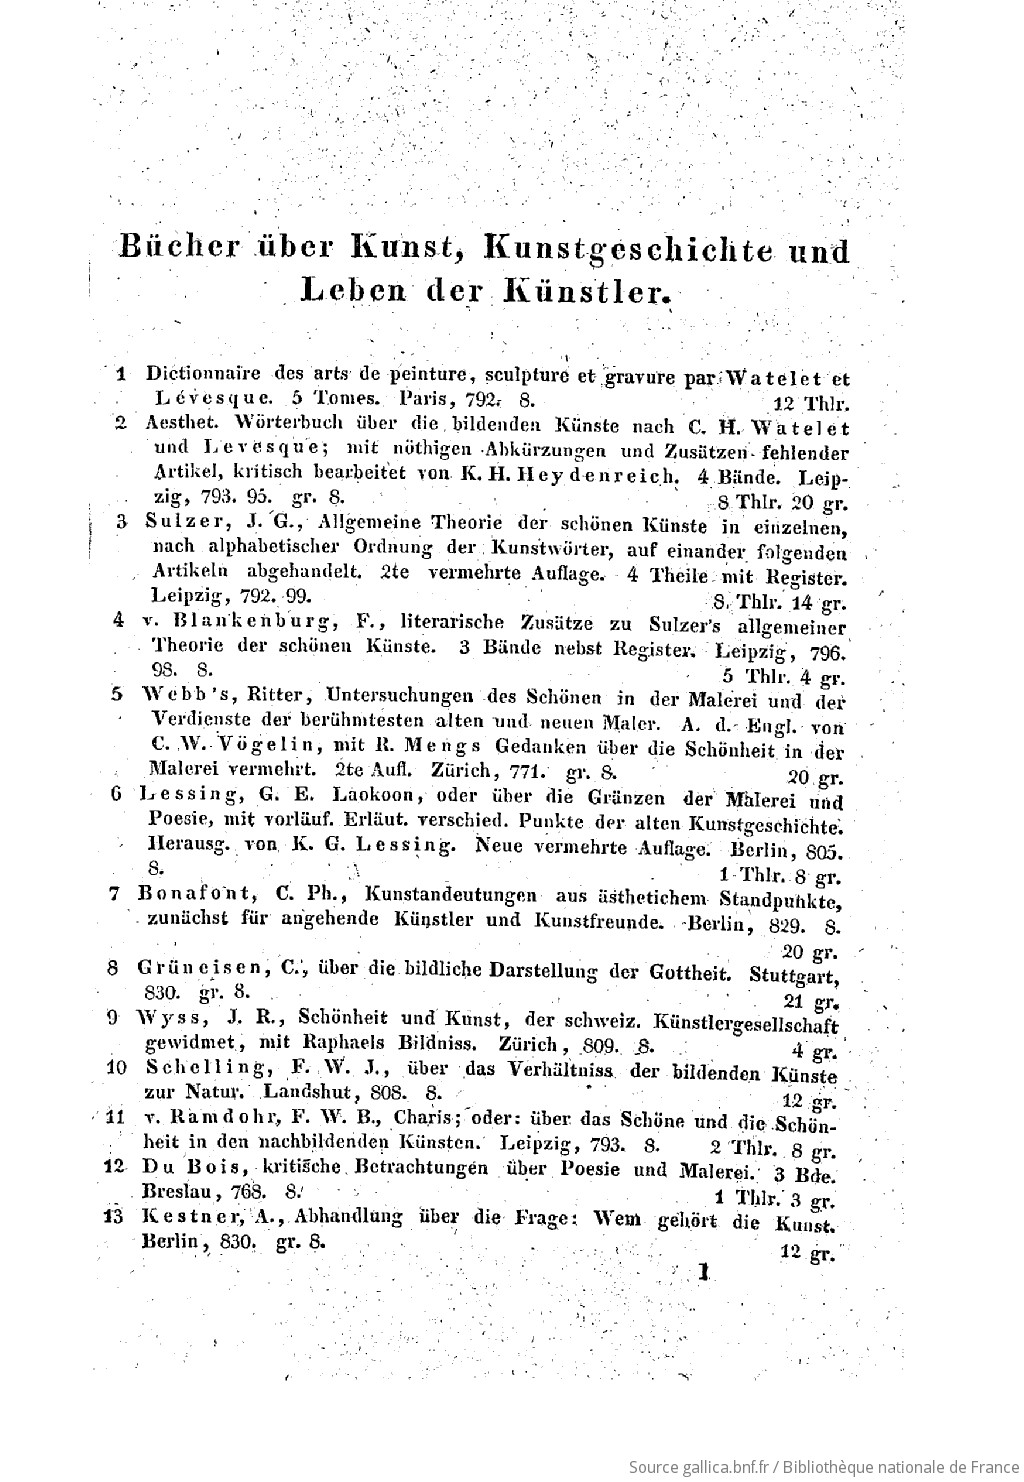 Bücher über Kunst, Kunstgeschichte und
Leben der Künstler.
1 Dictionnaire des arts de peinture, sculpture et gravure par Watelet et
Lévesque. 5 Tomes. Paris, 792. 8. 12 Thlr.
2 Aesthet. Wörterbuch über die bildenden Künste nach C. H. Watelet
und Levesque; mit nöthigen Abkürzungen und Zusätzen fehlender
Artikel, kritisch bearbeitet von K. H. Heydenreich. 4 Bände. Leip-
zig, 793. 95. gr. 8. 8 Thlr. 20 gr.
3 Sulzer, J. G., Allgemeine Theorie der schönen Künste in einzelnen,
nach alphabetischer Ordnung der Kunstwörter, auf einander folgenden
Artikeln abgehandelt. 2te vermehrte Auflage. 4 Theile mit Register.
Leipzig, 792. 99. 8. Thlr. 14 gr.
4 v. Blankenburg, F., literarische Zusätze zu Sulzer's allgemeiner
Theorie der schönen Künste. 3 Bände nebst Register. Leipzig, 796.
98. 8. 5 Thlr. 4 gr.
5 Webb's, Ritter, Untersuchungen des Schönen in der Malerei und der
Verdienste der berühmtesten alten und neuen Maler. A. d. Engl. von
C. W. Vögelin, mit R. Mengs Gedanken über die Schönheit in der
Malerei vermehrt. 2te Aufl. Zürich, 771. gr. 8. 20 gr.
6 Lessing, G. E. Laokoon, oder über die Gränzen der Malerei und
Poesie, mit vorläuf. Erläut. verschied. Punkte der alten Kunstgeschichte.
Herausg. von K. G. Lessing. Neue vermehrte Auflage. Berlin, 805.
8. 1 Thlr. 8 gr.
7 Bonafont, C. Ph., Kunstandeutungen aus ästhetichem Standpunkte,
zunächst für angehende Künstler und Kunstfreunde. Berlin, 829. 8.
20 gr.
8 Grüneisen, C., über die bildliche Darstellung der Gottheit. Stuttgart,
830. gr. 8. 21 gr.
9 Wyss, J. R., Schönheit und Kunst, der schweiz. Künstlergesellschaft
gewidmet, mit Raphaels Bildniss. Zürich, 809. 8. 4 gr.
10 Schelling, F. W. J., über das Verhältniss der bildenden Künste
zur Natur. Landshut, 808. 8. 12 gr.
11 v. Ramdohr, F. W. B., Charis; oder: über das Schöne und die Schön-
heit in den nachbildenden Künsten. Leipzig, 793. 8. 2 Thlr. 8 gr.
12 Du Bois, kritische Betrachtungen über Poesie und Malerei. 3 Bde.
Breslau, 768. 8. 1 Thlr. 3 gr.
13 Kestner, A., Abhandlung über die Frage: Wem gehört die Kunst.
Berlin, 830. gr. 8. 12 gr.
1
Source gallica.bnf.fr / Bibliothèque nationale de France